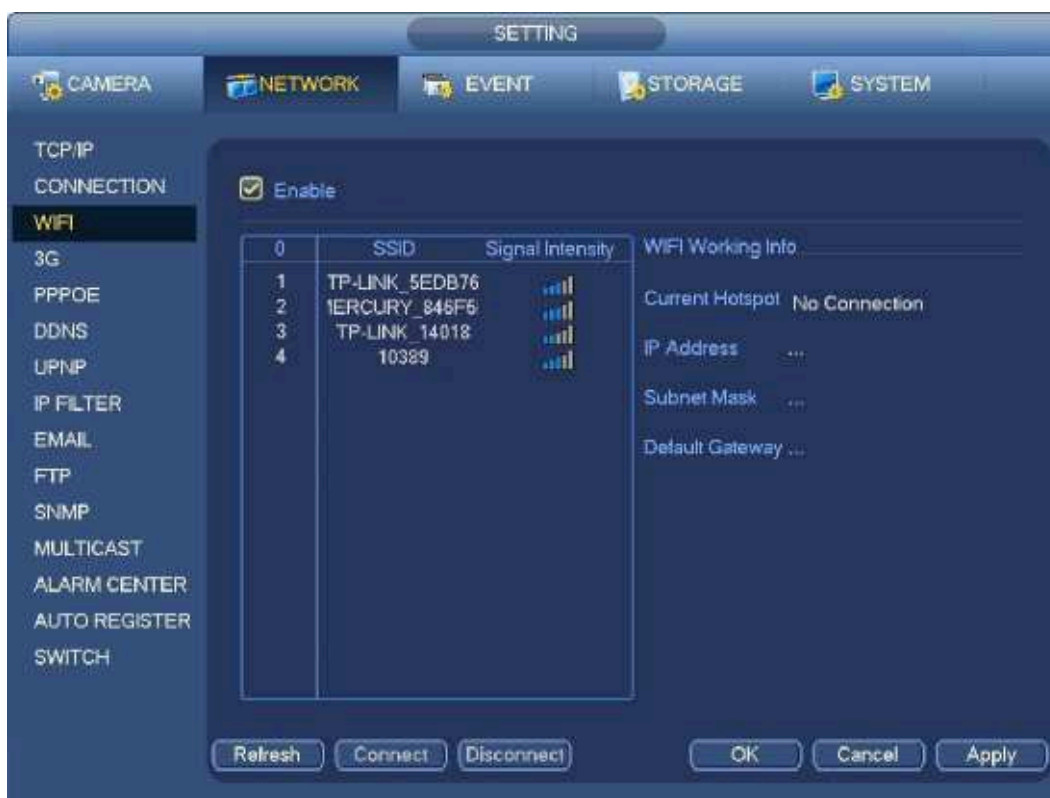 SETTING
CAMERA NETWORK EVENT STORAGE SYSTEM
TCP/IP
CONNECTION
WIFI
3G
PPPOE
DDNS
UPNP
IP FILTER
EMAIL
FTP
SNMP
MULTICAST
ALARM CENTER
AUTO REGISTER
SWITCH
Enable
0 SSID Signal Intensity
1 TP-LINK_5EDB76
2 1ERCURY_846F6
3 TP-LINK_14018
4 10389
WIFI Working Info
Current Hotspot No Connection
IP Address ...
Subnet Mask ...
Default Gateway ...
Refresh Connect Disconnect OK Cancel Apply